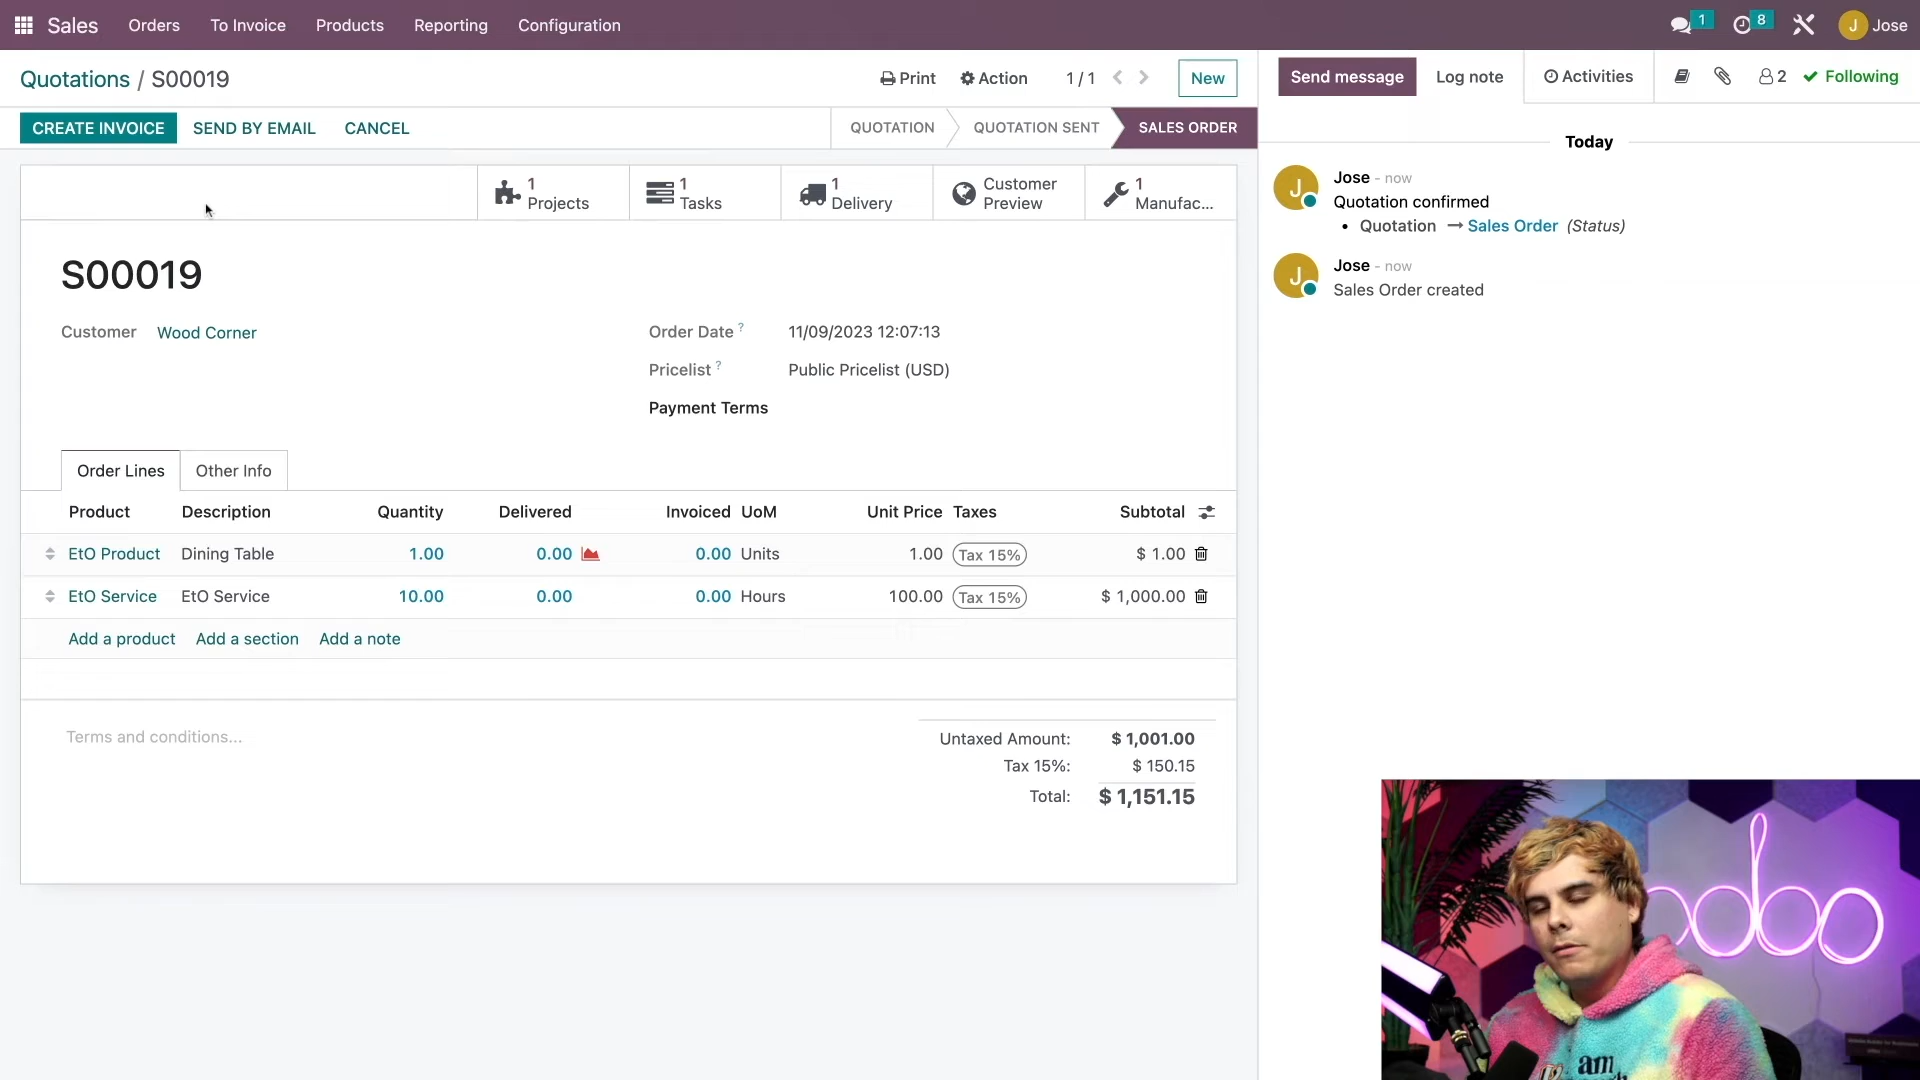 Sales Orders To Invoice Products Reporting Configuration 1 8 J Jose
Quotations / S00019 Print Action 1 / 1 New
Send message Log note Activities 2 Following
CREATE INVOICE SEND BY EMAIL CANCEL QUOTATION QUOTATION SENT SALES ORDER
1 Projects
1 Tasks
1 Delivery
Customer Preview
1 Manufac...
S00019
Customer Wood Corner
Order Date ? 11/09/2023 12:07:13
Pricelist ? Public Pricelist (USD)
Payment Terms
Order Lines Other Info
Product Description Quantity Delivered Invoiced UoM Unit Price Taxes Subtotal
EtO Product Dining Table 1.00 0.00 0.00 Units 1.00 Tax 15% $ 1.00
EtO Service EtO Service 10.00 0.00 0.00 Hours 100.00 Tax 15% $ 1,000.00
Add a product Add a section Add a note
Terms and conditions...
Untaxed Amount: $ 1,001.00
Tax 15%: $ 150.15
Total: $ 1,151.15
Today
J Jose - now
Quotation confirmed
• Quotation → Sales Order (Status)
J Jose - now
Sales Order created
odoo
am